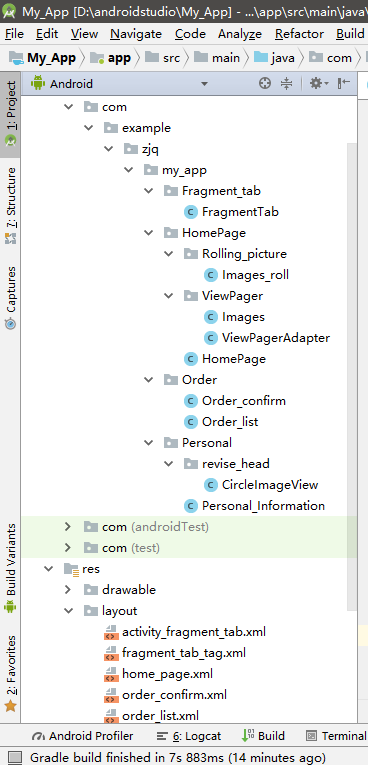 My_App [D:\androidstudio\My_App] - ...\app\src\main\java\
File Edit View Navigate Code Analyze Refactor Build
My_App app src main java com
Android
1: Project
7: Structure
Captures
Build Variants
2: Favorites
com
example
zjq
my_app
Fragment_tab
FragmentTab
HomePage
Rolling_picture
Images_roll
ViewPager
Images
ViewPagerAdapter
HomePage
Order
Order_confirm
Order_list
Personal
revise_head
CircleImageView
Personal_Information
com (androidTest)
com (test)
res
drawable
layout
activity_fragment_tab.xml
fragment_tab_tag.xml
home_page.xml
order_confirm.xml
order_list.xml
Android Profiler 6: Logcat Build Terminal
Gradle build finished in 7s 883ms (14 minutes ago)